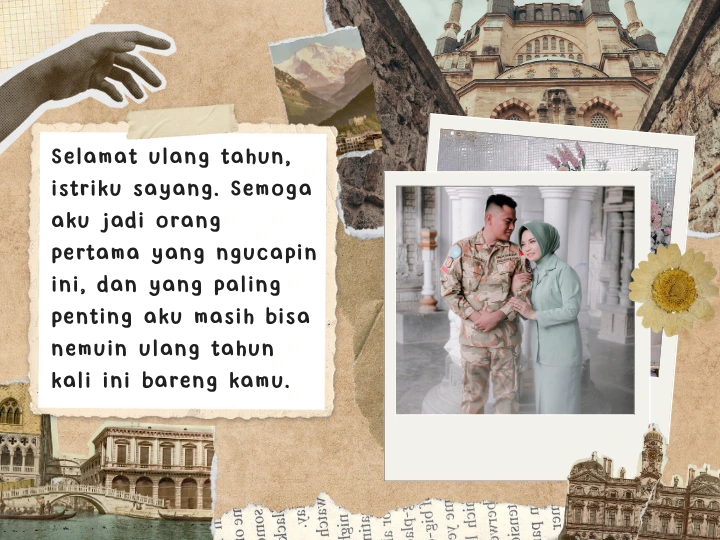 Selamat ulang tahun,
istriku sayang. Semoga
aku jadi orang
pertama yang ngucapin
ini, dan yang paling
penting aku masih bisa
nemuin ulang tahun
kali ini bareng kamu.